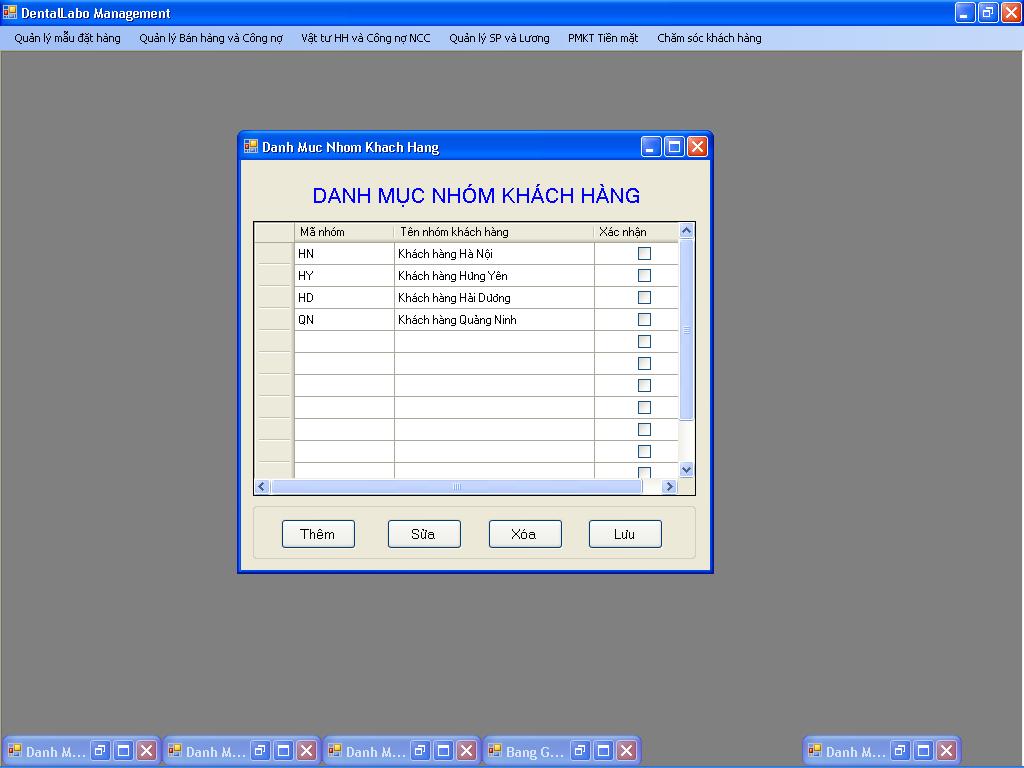 DentalLabo Management
Quản lý mẫu đặt hàng Quản lý Bán hàng và Công nợ Vật tư HH và Công nợ NCC Quản lý SP và Lương PMKT Tiền mặt Chăm sóc khách hàng
Danh Muc Nhom Khach Hang
DANH MỤC NHÓM KHÁCH HÀNG
Mã nhóm Tên nhóm khách hàng Xác nhận
HN Khách hàng Hà Nội
HY Khách hàng Hưng Yên
HD Khách hàng Hải Dương
QN Khách hàng Quảng Ninh
Thêm Sửa Xóa Lưu
Danh M... Danh M... Danh M... Bang G... Danh M...